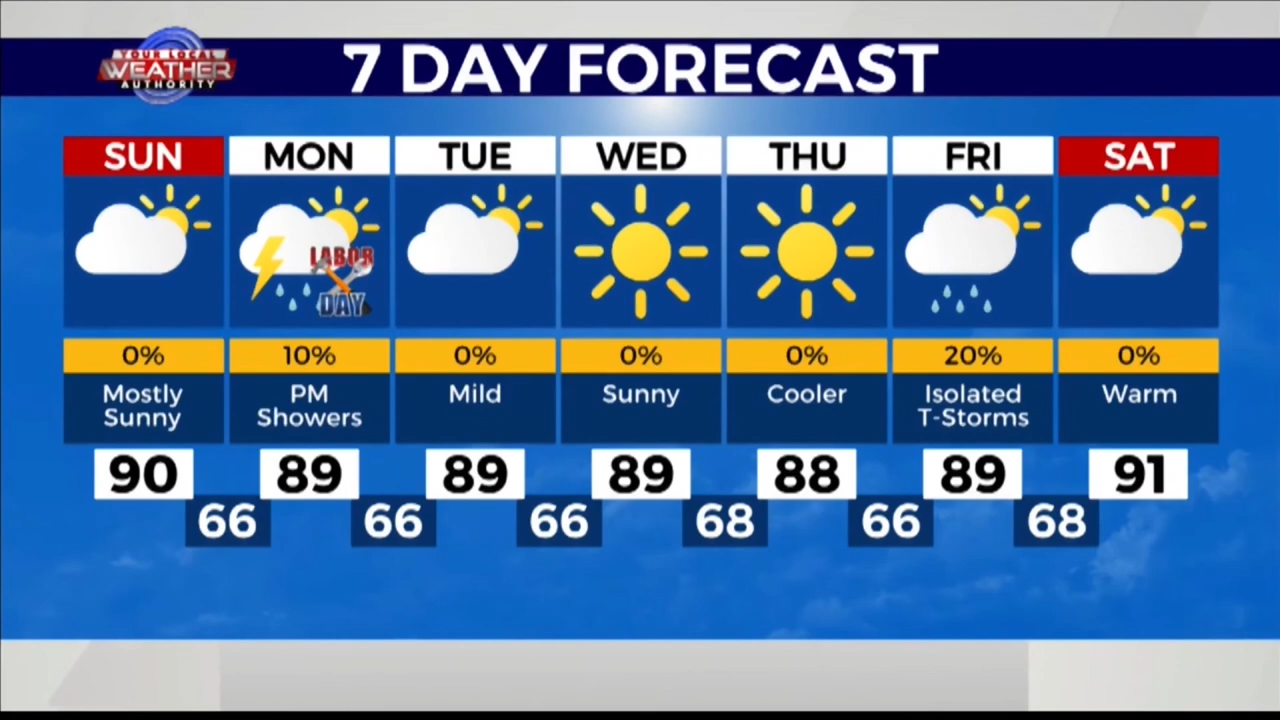 YOUR LOCAL
WEATHER
AUTHORITY
7 DAY FORECAST
SUN MON TUE WED THU FRI SAT
LABOR
DAY
0% 10% 0% 0% 0% 20% 0%
Mostly Sunny PM Showers Mild Sunny Cooler Isolated T-Storms Warm
90 89 89 89 88 89 91
66 66 66 68 66 68